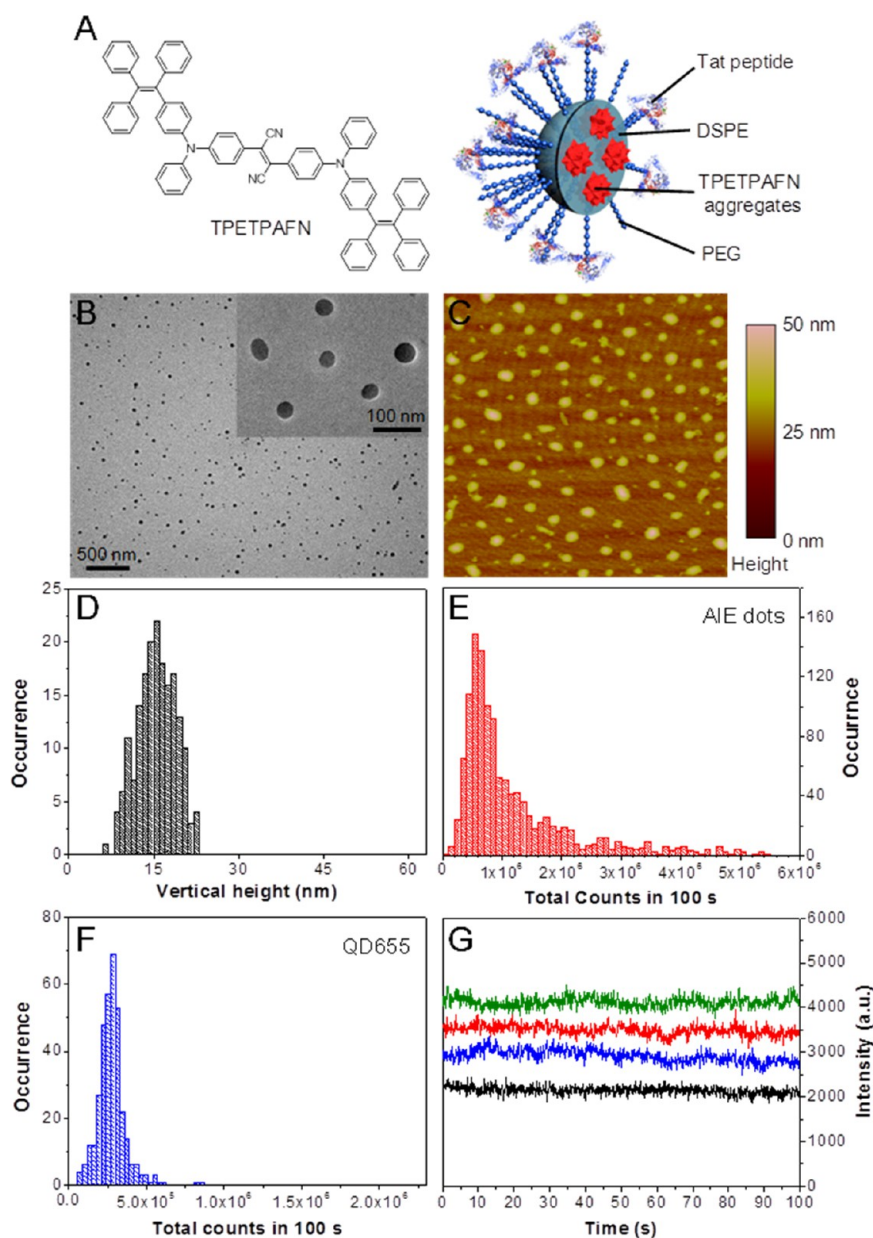 A
CN
NC
N
N
TPETPAFN
Tat peptide
DSPE
TPETPAFN
aggregates
PEG
B
100 nm
500 nm
C
50 nm
25 nm
0 nm
Height
D
25
20
15
10
5
0
Occurrence
0 15 30 45 60
Vertical height (nm)
E
AIE dots
160
120
80
40
0
Occurrnce
0 1x10⁶ 2x10⁶ 3x10⁶ 4x10⁶ 5x10⁶ 6x10⁶
Total Counts in 100 s
F
QD655
80
60
40
20
0
Occurrence
0.0 5.0x10⁵ 1.0x10⁶ 1.5x10⁶ 2.0x10⁶
Total counts in 100 s
G
6000
5000
4000
3000
2000
1000
0
Intensity (a.u.)
0 10 20 30 40 50 60 70 80 90 100
Time (s)